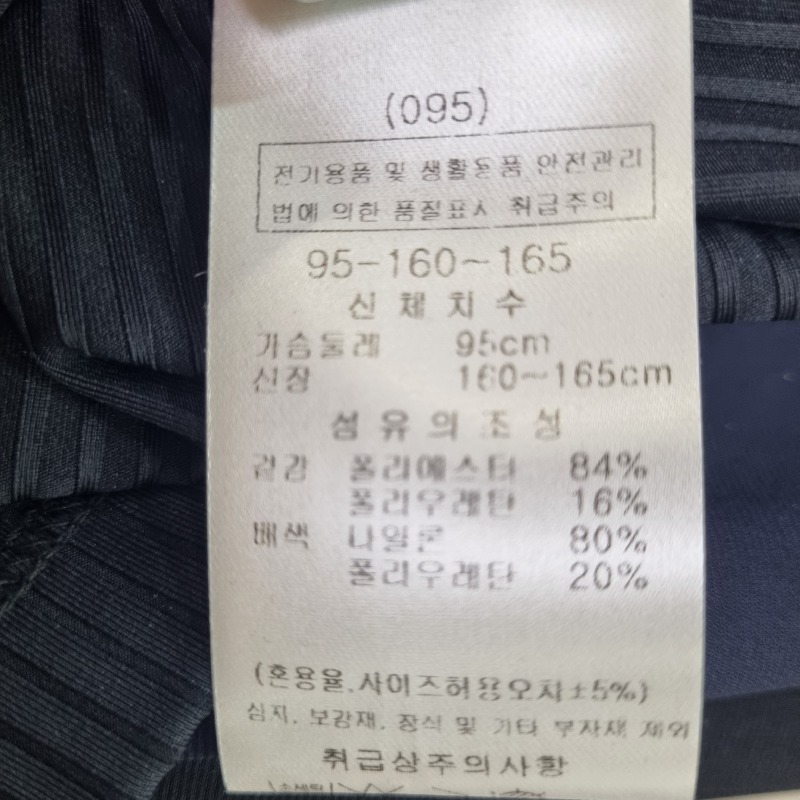 (095)
전기용품 및 생활용품 안전관리
법에 의한 품질표시 취급주의
95-160~165
신체치수
가슴둘레 95cm
신장 160~165cm
섬유의조성
겉감 폴리에스터 84%
폴리우레탄 16%
배색 나일론 80%
폴리우레탄 20%
(혼용율.사이즈허용오차±5%)
심지, 보강재, 장식 및 기타 부자재 제외
취급상주의사항